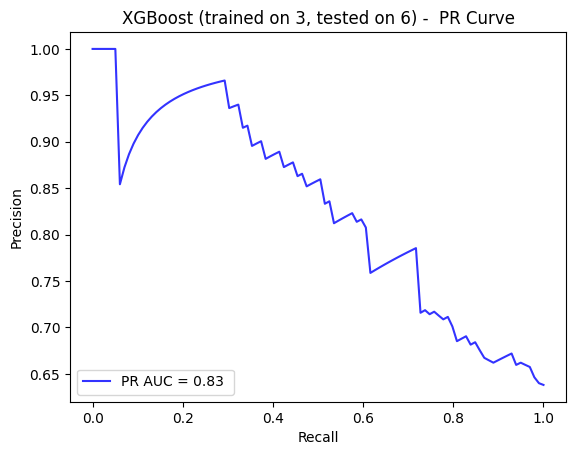 XGBoost (trained on 3, tested on 6) -  PR Curve
1.00
0.95
0.90
0.85
0.80
0.75
0.70
0.65
Precision
PR AUC = 0.83
0.0 0.2 0.4 0.6 0.8 1.0
Recall